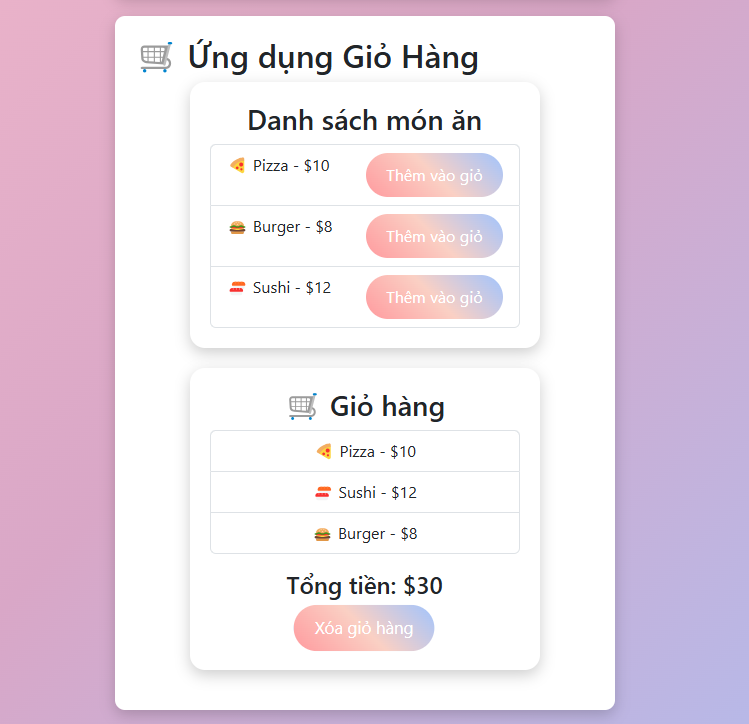 🛒 Ứng dụng Giỏ Hàng
Danh sách món ăn
🍕 Pizza - $10 Thêm vào giỏ
🍔 Burger - $8 Thêm vào giỏ
🍣 Sushi - $12 Thêm vào giỏ
🛒 Giỏ hàng
🍕 Pizza - $10
🍣 Sushi - $12
🍔 Burger - $8
Tổng tiền: $30
Xóa giỏ hàng